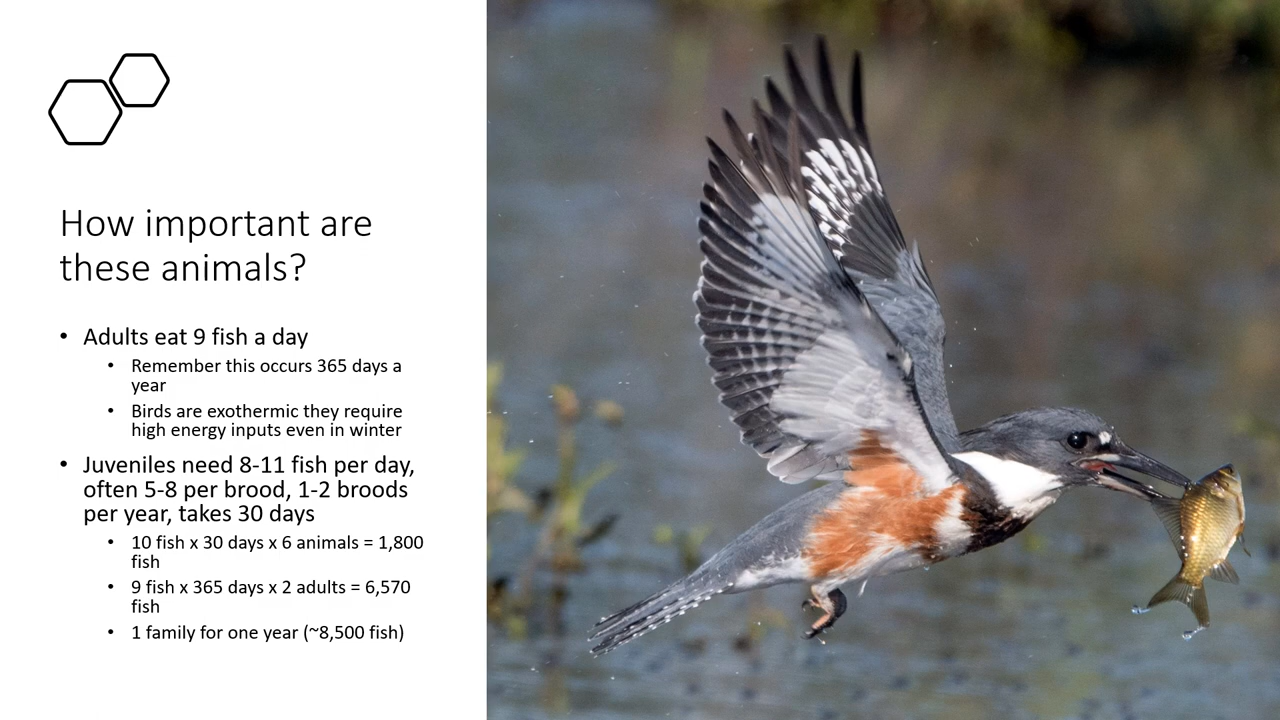 How important are
these animals?
• Adults eat 9 fish a day
• Remember this occurs 365 days a
year
• Birds are exothermic they require
high energy inputs even in winter
• Juveniles need 8-11 fish per day,
often 5-8 per brood, 1-2 broods
per year, takes 30 days
• 10 fish x 30 days x 6 animals = 1,800
fish
• 9 fish x 365 days x 2 adults = 6,570
fish
• 1 family for one year (~8,500 fish)